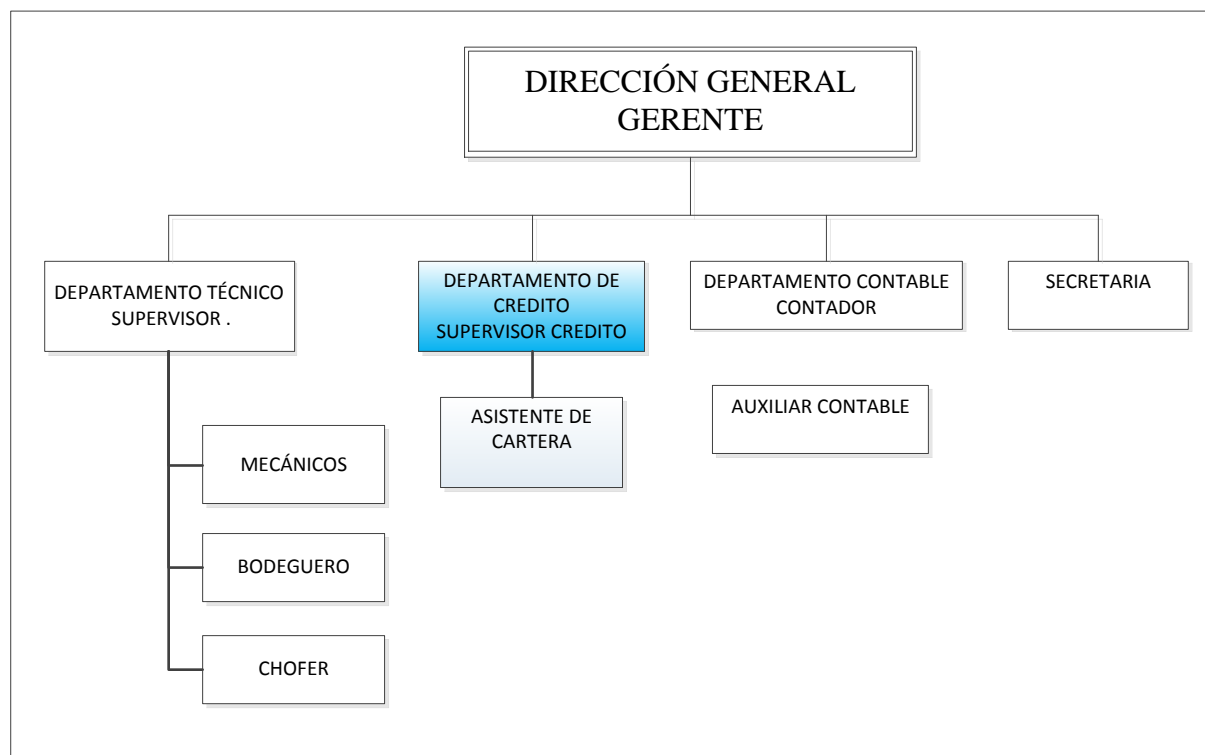 DIRECCIÓN GENERAL
GERENTE
DEPARTAMENTO TÉCNICO
SUPERVISOR .
DEPARTAMENTO DE
CREDITO
SUPERVISOR CREDITO
DEPARTAMENTO CONTABLE
CONTADOR
SECRETARIA
ASISTENTE DE
CARTERA
AUXILIAR CONTABLE
MECÁNICOS
BODEGUERO
CHOFER